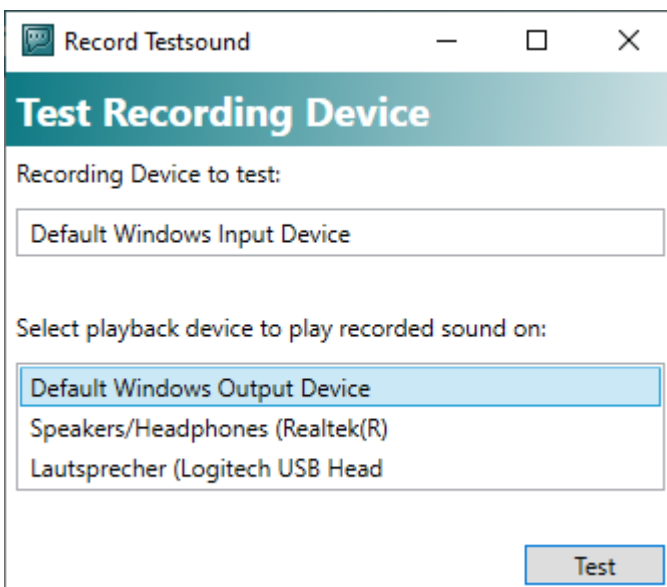 Record Testsound
Test Recording Device
Recording Device to test:
Default Windows Input Device
Select playback device to play recorded sound on:
Default Windows Output Device
Speakers/Headphones (Realtek(R)
Lautsprecher (Logitech USB Head
Test